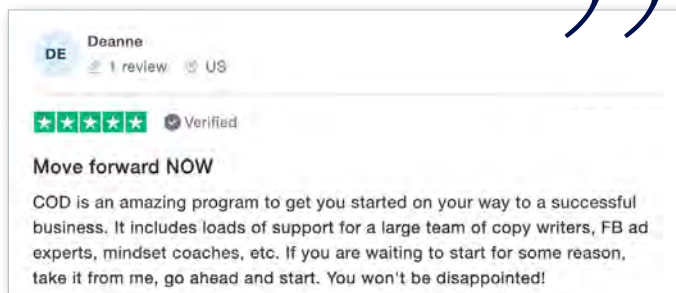 ”
DE
Deanne
1 review US
Verified
Move forward NOW
COD is an amazing program to get you started on your way to a successful
business. It includes loads of support for a large team of copy writers, FB ad
experts, mindset coaches, etc. If you are waiting to start for some reason,
take it from me, go ahead and start. You won't be disappointed!